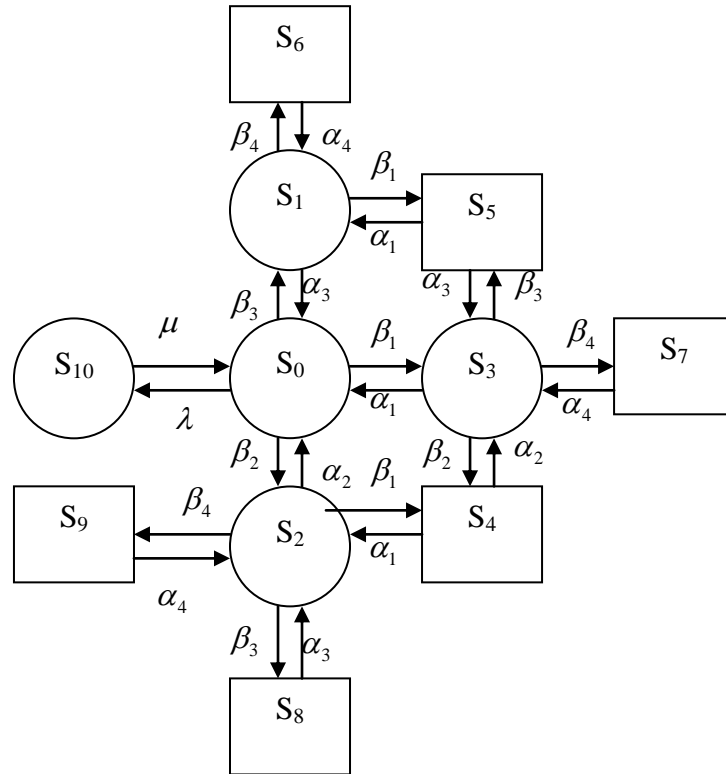 S₆
β₄ α₄
S₁ β₁ S₅
α₁
β₃ α₃ α₃ β₃
μ β₁ β₄
S₁₀ S₀ S₃ S₇
λ α₁ α₄
β₂ α₂ β₁ β₂ α₂
S₉ β₄ S₂ S₄
α₁
α₄
β₃ α₃
S₈